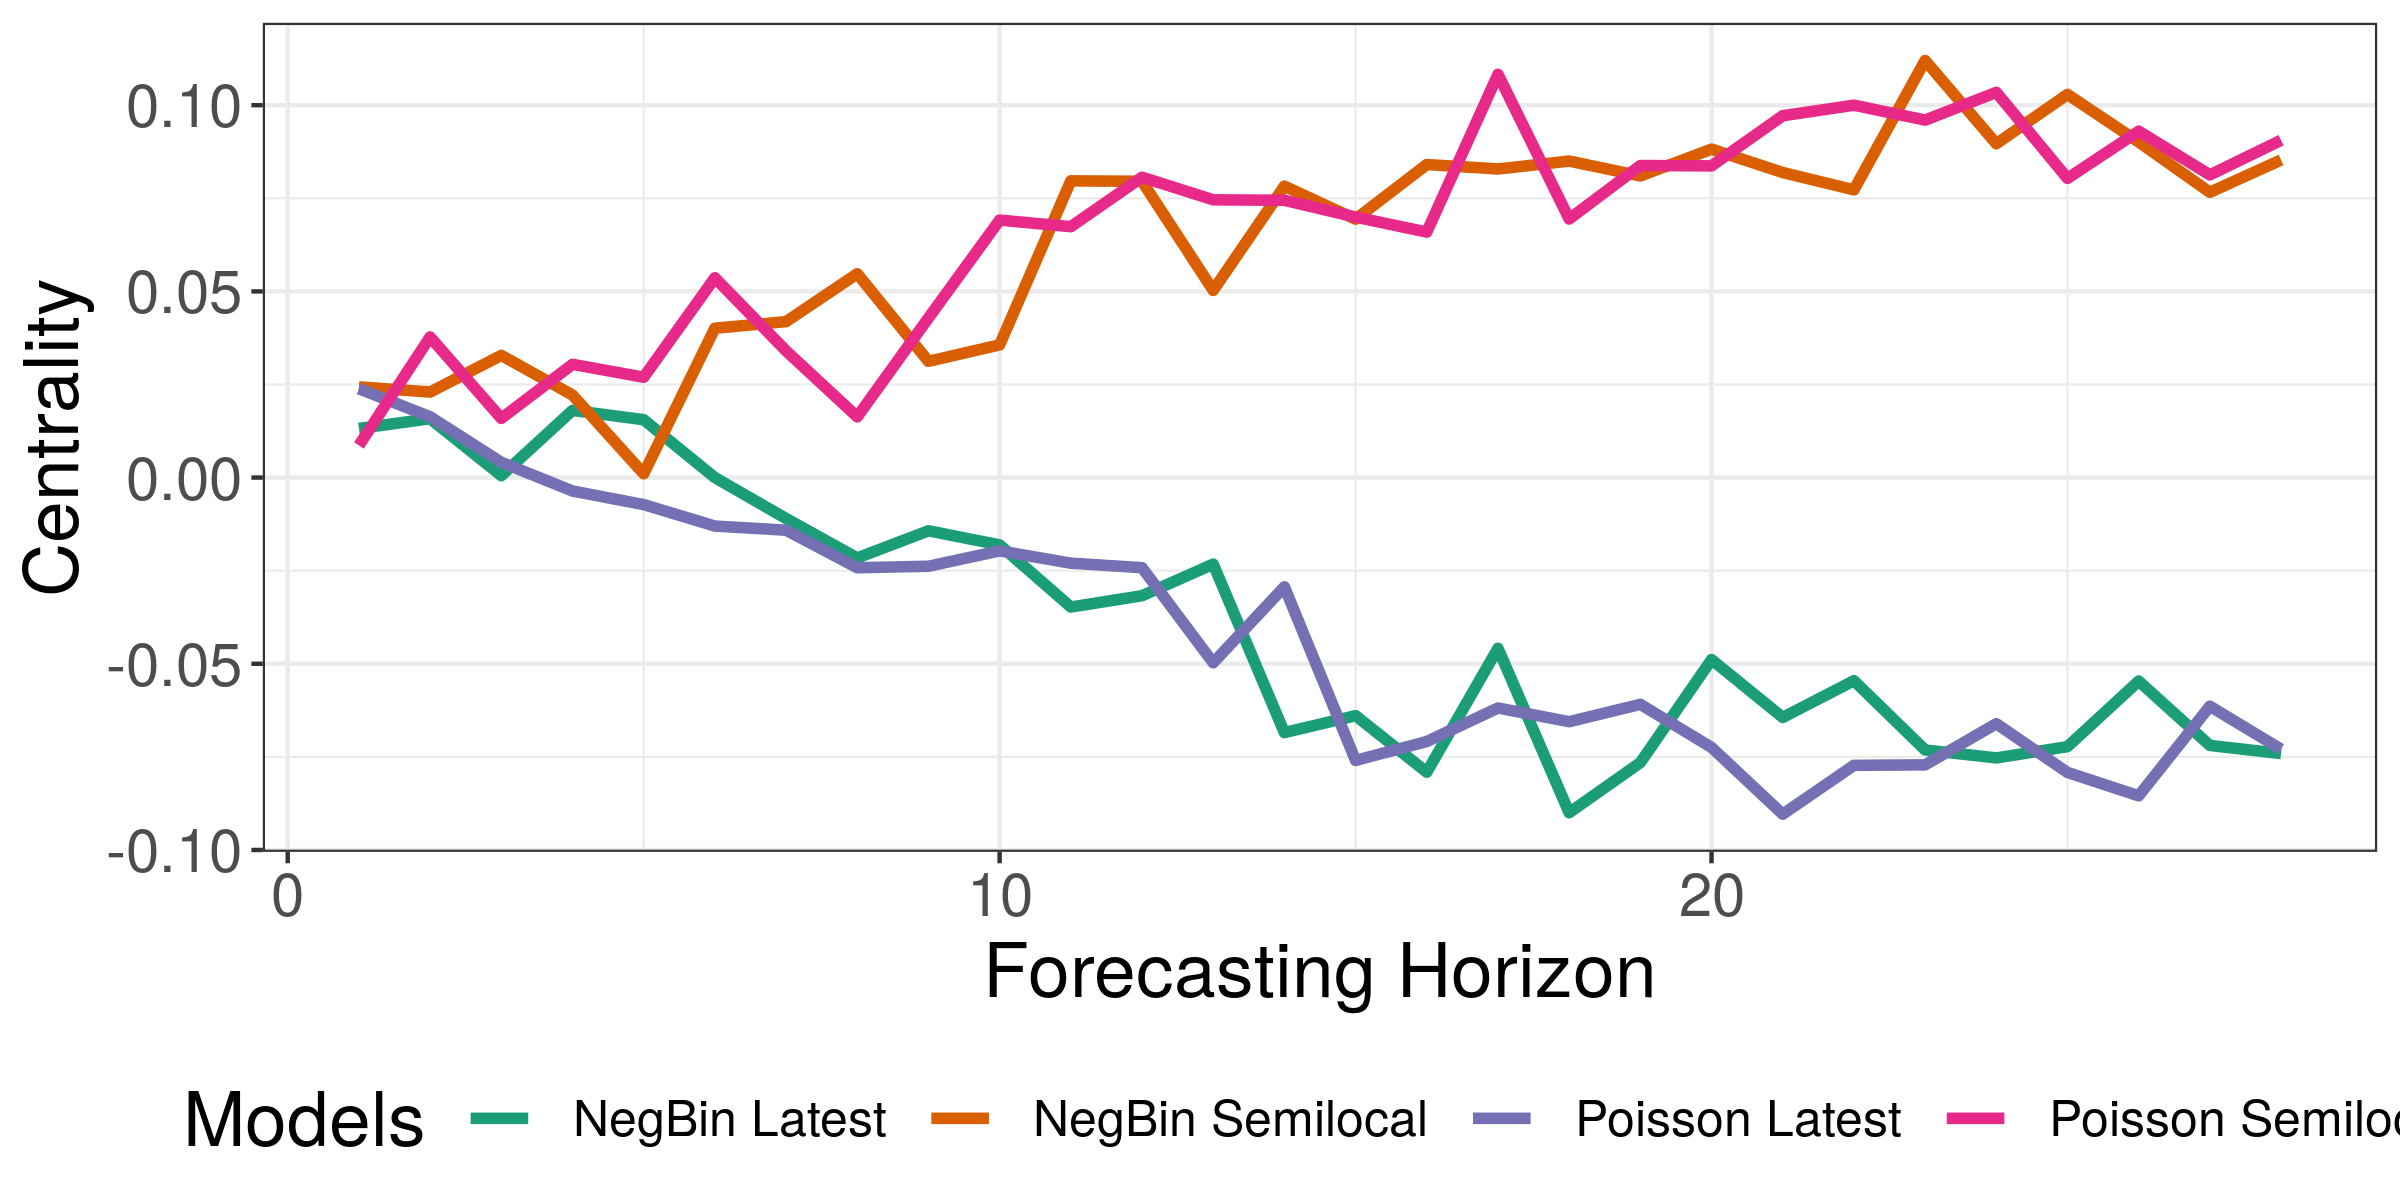 0.10
0.05
0.00
-0.05
-0.10
Centrality
0 10 20
Forecasting Horizon
Models NegBin Latest NegBin Semilocal Poisson Latest Poisson